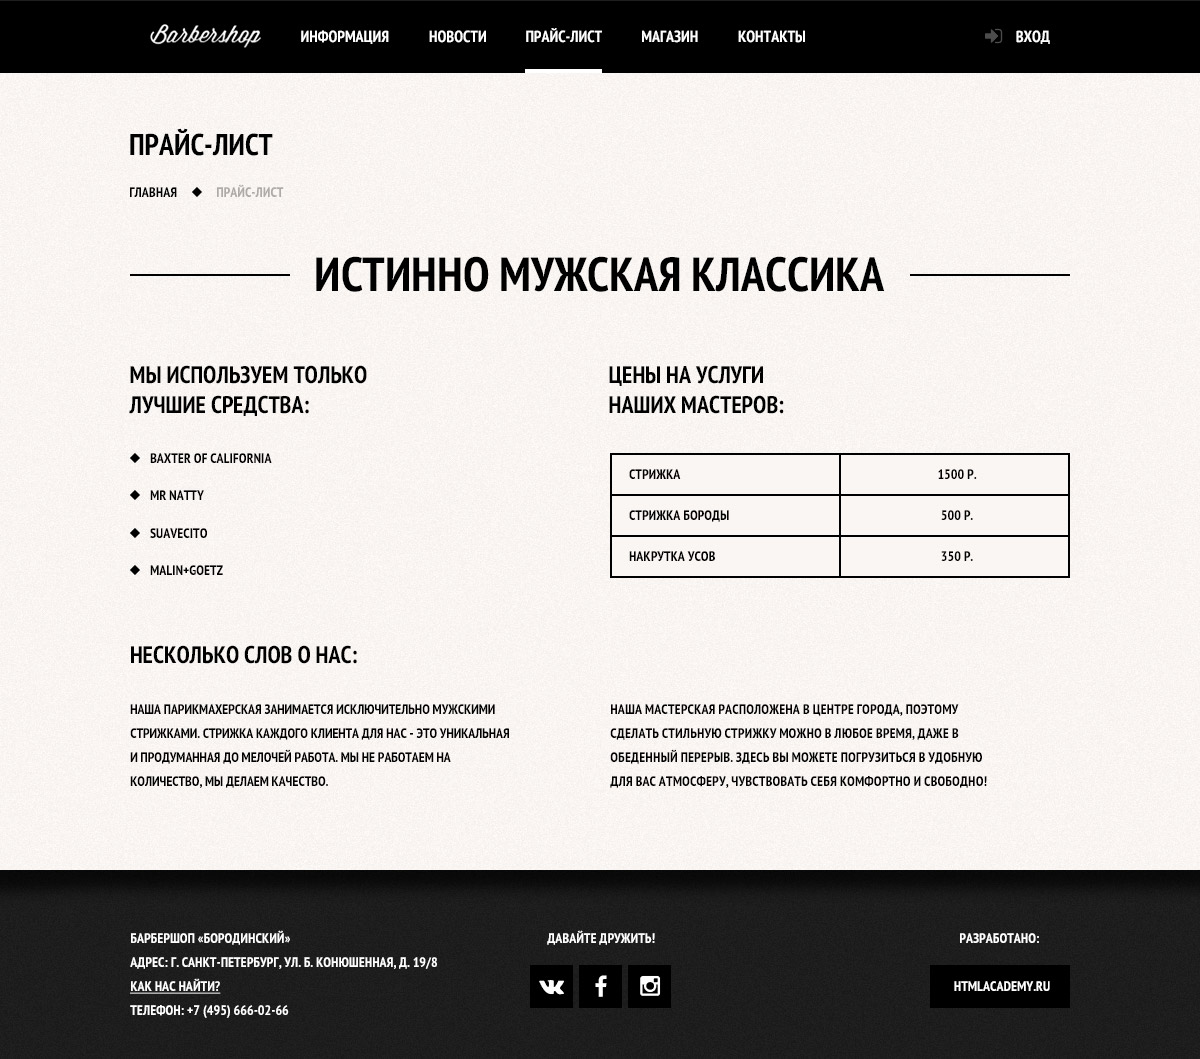 Barbershop ИНФОРМАЦИЯ НОВОСТИ ПРАЙС-ЛИСТ МАГАЗИН КОНТАКТЫ ВХОД
ПРАЙС-ЛИСТ
ГЛАВНАЯ ◆ ПРАЙС-ЛИСТ
ИСТИННО МУЖСКАЯ КЛАССИКА
МЫ ИСПОЛЬЗУЕМ ТОЛЬКО
ЛУЧШИЕ СРЕДСТВА:
◆ BAXTER OF CALIFORNIA
◆ MR NATTY
◆ SUAVECITO
◆ MALIN+GOETZ
ЦЕНЫ НА УСЛУГИ
НАШИХ МАСТЕРОВ:
СТРИЖКА 1500 Р.
СТРИЖКА БОРОДЫ 500 Р.
НАКРУТКА УСОВ 350 Р.
НЕСКОЛЬКО СЛОВ О НАС:
НАША ПАРИКМАХЕРСКАЯ ЗАНИМАЕТСЯ ИСКЛЮЧИТЕЛЬНО МУЖСКИМИ
СТРИЖКАМИ. СТРИЖКА КАЖДОГО КЛИЕНТА ДЛЯ НАС - ЭТО УНИКАЛЬНАЯ
И ПРОДУМАННАЯ ДО МЕЛОЧЕЙ РАБОТА. МЫ НЕ РАБОТАЕМ НА
КОЛИЧЕСТВО, МЫ ДЕЛАЕМ КАЧЕСТВО.
НАША МАСТЕРСКАЯ РАСПОЛОЖЕНА В ЦЕНТРЕ ГОРОДА, ПОЭТОМУ
СДЕЛАТЬ СТИЛЬНУЮ СТРИЖКУ МОЖНО В ЛЮБОЕ ВРЕМЯ, ДАЖЕ В
ОБЕДЕННЫЙ ПЕРЕРЫВ. ЗДЕСЬ ВЫ МОЖЕТЕ ПОГРУЗИТЬСЯ В УДОБНУЮ
ДЛЯ ВАС АТМОСФЕРУ, ЧУВСТВОВАТЬ СЕБЯ КОМФОРТНО И СВОБОДНО!
БАРБЕРШОП «БОРОДИНСКИЙ»
АДРЕС: Г. САНКТ-ПЕТЕРБУРГ, УЛ. Б. КОНЮШЕННАЯ, Д. 19/8
КАК НАС НАЙТИ?
ТЕЛЕФОН: +7 (495) 666-02-66
ДАВАЙТЕ ДРУЖИТЬ!
РАЗРАБОТАНО:
HTMLACADEMY.RU